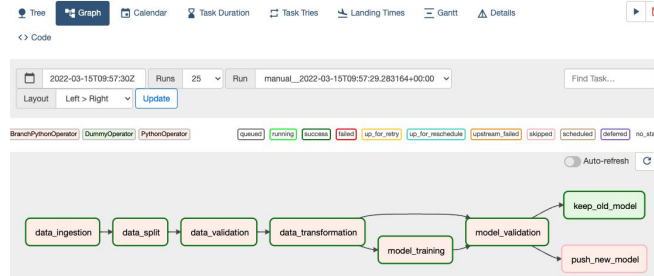 Tree Graph Calendar Task Duration Task Tries Landing Times Gantt Details
<> Code
2022-03-15T09:57:30Z Runs 25 Run manual__2022-03-15T09:57:29.283164+00:00 Find Task...
Layout Left > Right Update
BranchPythonOperator DummyOperator PythonOperator queued running success failed up_for_retry up_for_reschedule upstream_failed skipped scheduled deferred no_sta
Auto-refresh
keep_old_model
data_ingestion data_split data_validation data_transformation model_validation
model_training
push_new_model